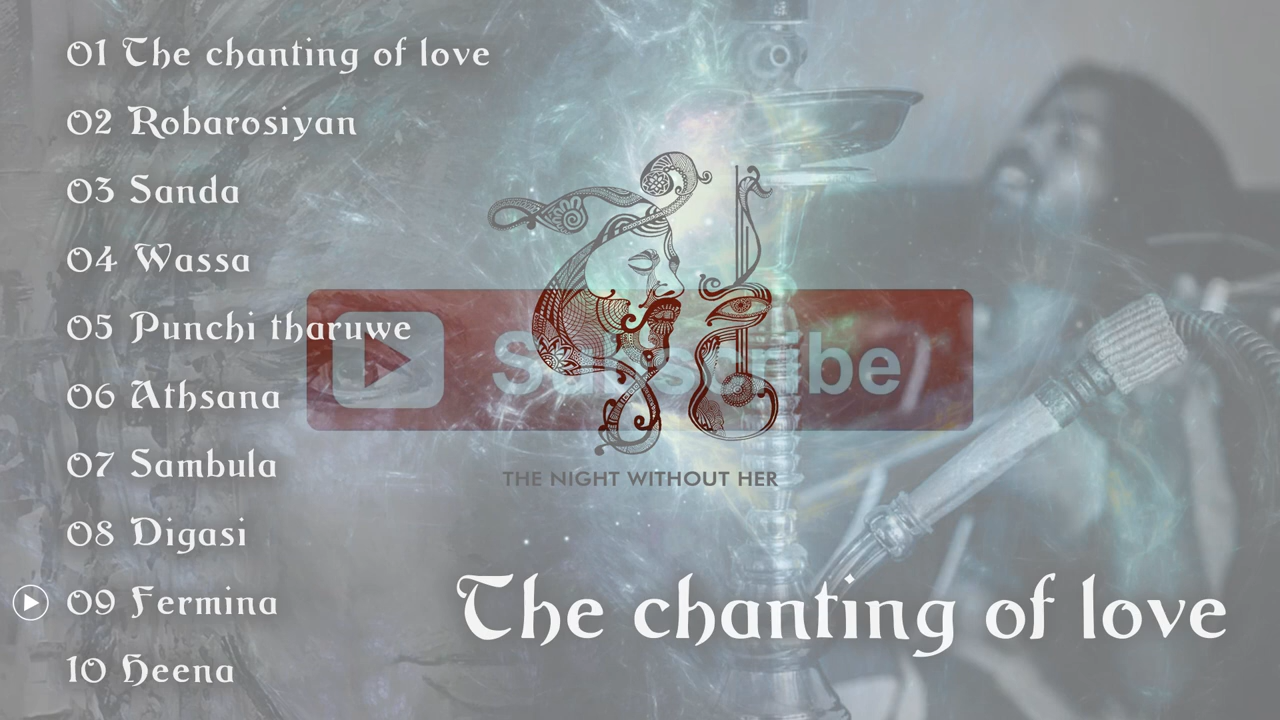 01 The chanting of love
02 Robarosiyan
03 Sanda
04 Wassa
05 Punchi tharuwe
06 Athsana
07 Sambula
08 Digasi
09 Fermina
10 Heena
Subscribe
THE NIGHT WITHOUT HER
The chanting of love